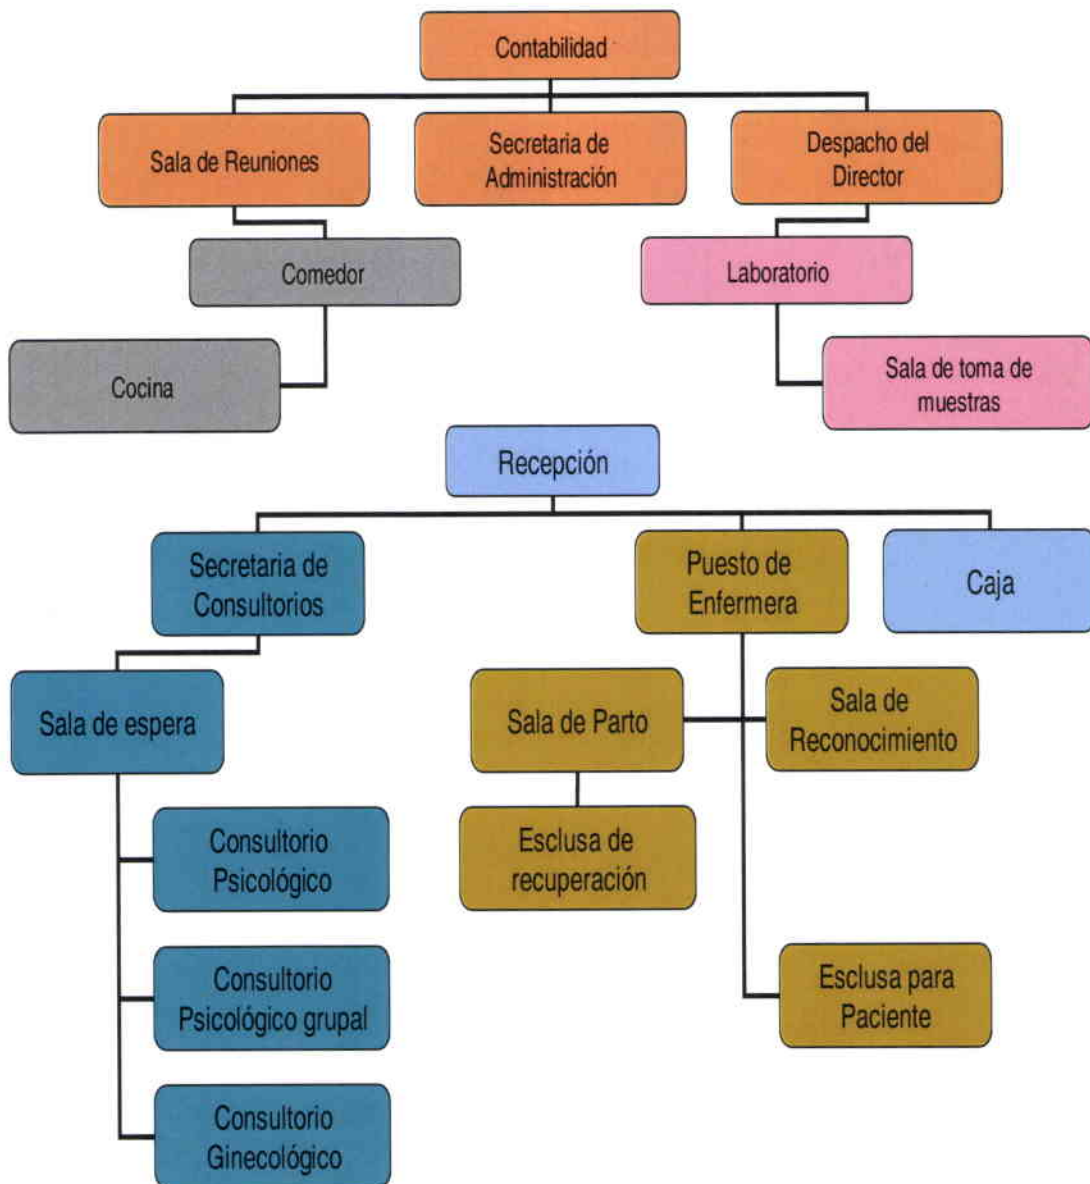 Contabilidad
Sala de Reuniones
Secretaria de
Administración
Despacho del
Director
Comedor
Laboratorio
Cocina
Sala de toma de
muestras
Recepción
Secretaria de
Consultorios
Puesto de
Enfermera
Caja
Sala de espera
Sala de Parto
Sala de
Reconocimiento
Consultorio
Psicológico
Esclusa de
recuperación
Consultorio
Psicológico grupal
Esclusa para
Paciente
Consultorio
Ginecológico